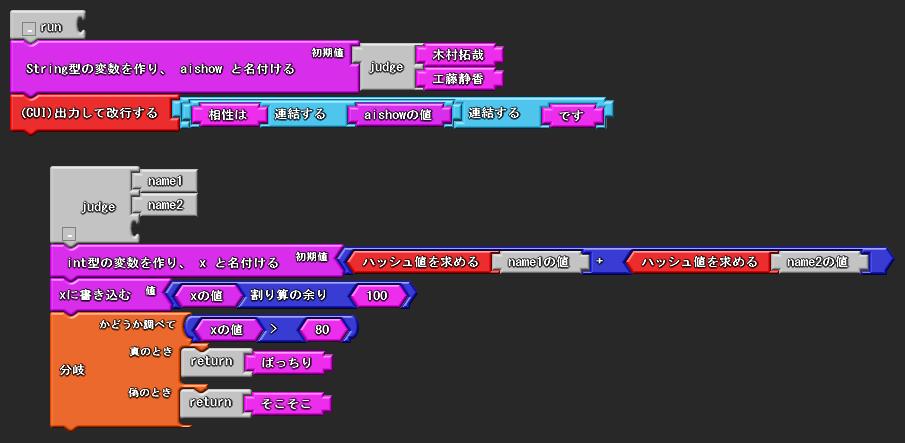 run
String型の変数を作り、 aishow と名付ける 初期値 judge 木村拓哉
工藤静香
(CUI)出力して改行する 相性は 連結する aishowの値 連結する です
judge name1
name2
int型の変数を作り、 x と名付ける 初期値 ハッシュ値を求める name1の値 + ハッシュ値を求める name2の値
xに書き込む 値 xの値 割り算の余り 100
分岐 かどうか調べて xの値 > 80
真のとき return ばっちり
偽のとき return そこそこ